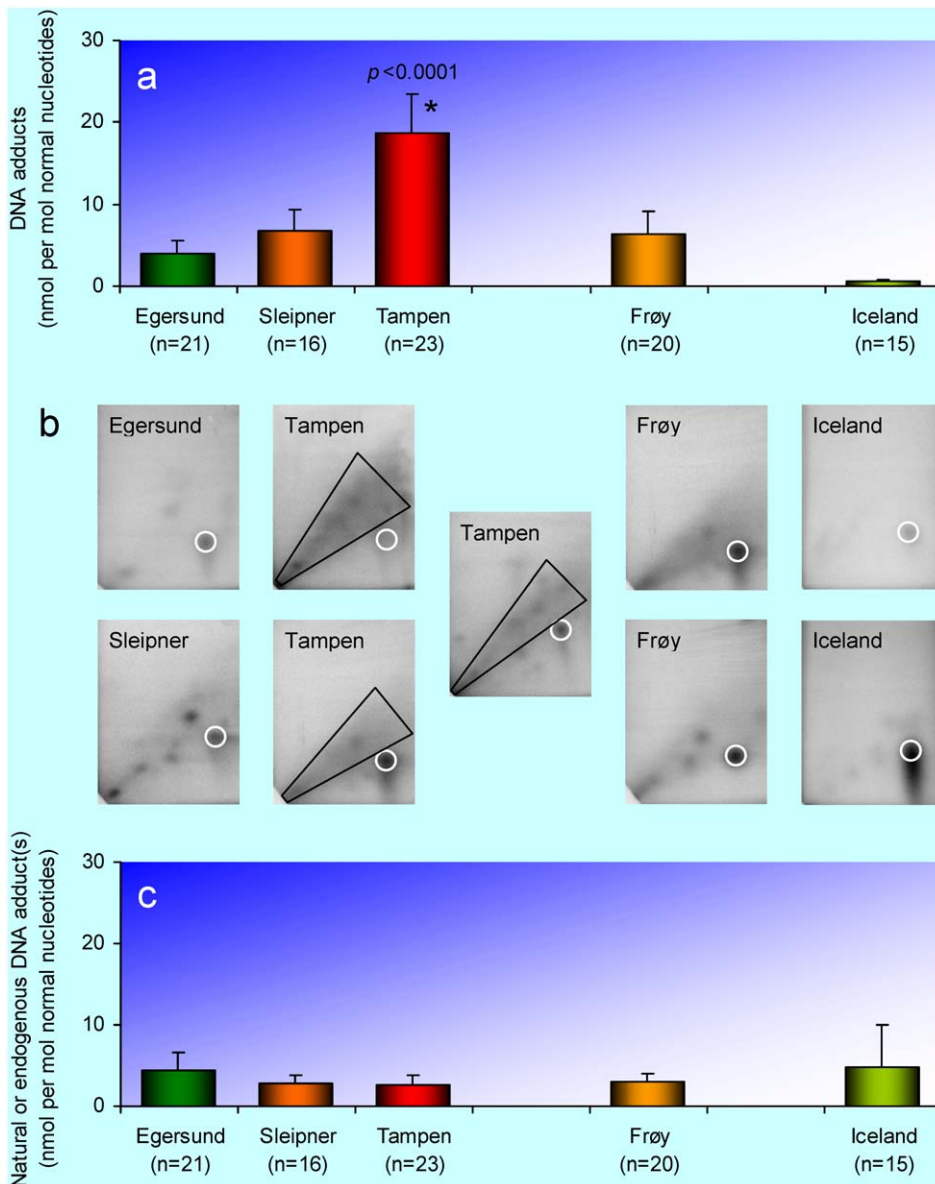 DNA adducts
(nmol per mol normal nucleotides)
30
20
10
0
a
p<0.0001
*
Egersund
(n=21)
Sleipner
(n=16)
Tampen
(n=23)
Frøy
(n=20)
Iceland
(n=15)
b
Egersund
Tampen
Tampen
Frøy
Iceland
Sleipner
Tampen
Frøy
Iceland
Natural or endogenous DNA adduct(s)
(nmol per mol normal nucleotides)
30
20
10
0
c
Egersund
(n=21)
Sleipner
(n=16)
Tampen
(n=23)
Frøy
(n=20)
Iceland
(n=15)